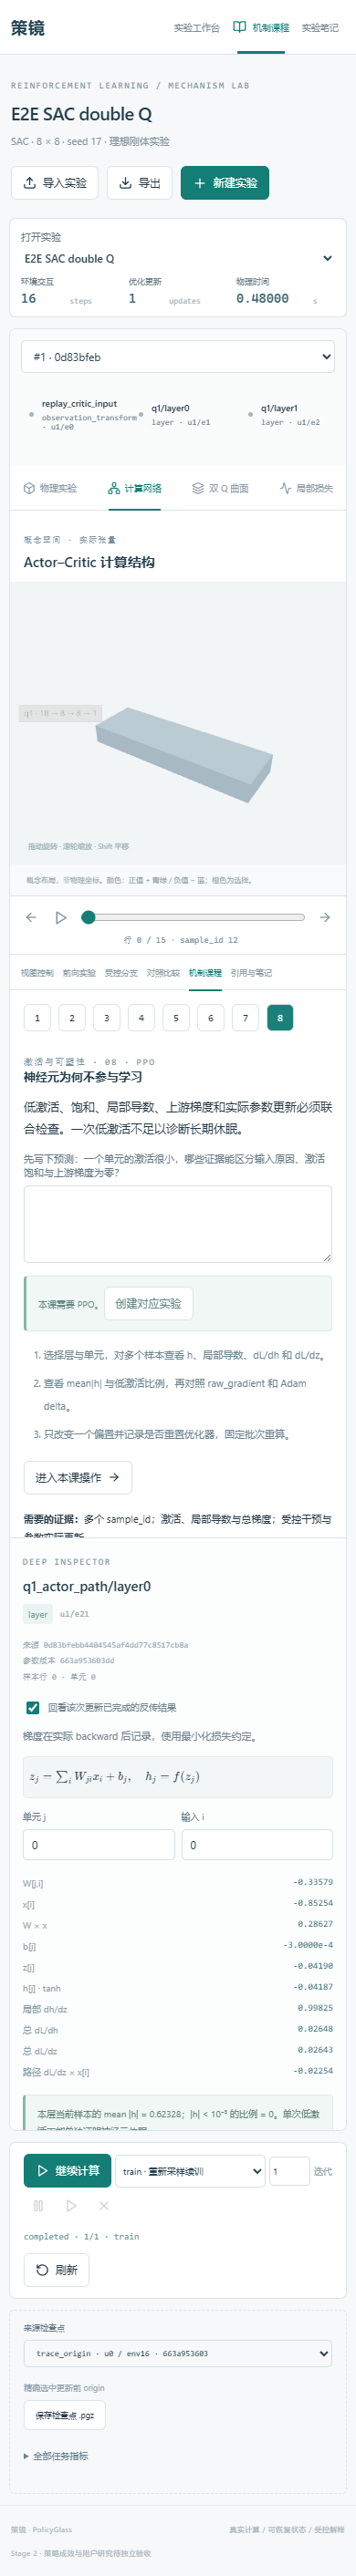 策镜
实验工作台 机制课程 实验笔记
REINFORCEMENT LEARNING / MECHANISM LAB
E2E SAC double Q
SAC · 8 × 8 · seed 17 · 理想刚体实验
导入实验 导出 新建实验
打开实验
E2E SAC double Q
环境交互 优化更新 物理时间
16 steps 1 updates 0.48000 s
#1 · 0d83bfeb
replay_critic_input q1/layer0 q1/layer1
observation_transform layer · u1/e1 layer · u1/e2
· u1/e0
物理实验 计算网络 双 Q 曲面 局部损失
概念空间 · 实际张量
Actor–Critic 计算结构
拖动旋转 · 滚轮缩放 · Shift 平移
概念布局，非物理坐标。颜色：正值 + 青绿 / 负值 − 蓝；橙色为选择。
行 0 / 15 · sample_id 12
视图控制 前向实验 受控分支 对照比较 机制课程 引用与笔记
1 2 3 4 5 6 7 8
激活与可塑性 · 08 · PPO
神经元为何不参与学习
低激活、饱和、局部导数、上游梯度和实际参数更新必须联
合检查。一次低激活不足以诊断长期休眠。
先写下预测：一个单元的激活很小，哪些证据能区分输入原因、激活
饱和与上游梯度为零？
本课需要 PPO。 创建对应实验
1. 选择层与单元，对多个样本查看 h、局部导数、dL/dh 和 dL/dz。
2. 查看 mean|h| 与低激活比例，再对照 raw_gradient 和 Adam
delta。
3. 只改变一个偏置并记录是否重置优化器，固定批次重算。
进入本课操作
需要的证据：多个 sample_id；激活、局部导数与总梯度；受控干预与
参数实际更新
DEEP INSPECTOR
q1_actor_path/layer0
layer u1/e21
来源 0d83bfebb4404545af4dd77c8517cb8a
参数版本 663a953603dd
样本行 0 · 单元 0
回看该次更新已完成的反传结果
梯度在实际 backward 后记录，使用最小化损失约定。
z_j = ∑_i W_ji x_i + b_j, h_j = f(z_j)
单元 j 输入 i
0 0
W[j,i] -0.33579
x[i] -0.85254
W × x 0.28627
b[j] -3.0000e-4
z[j] -0.04190
h[j] · tanh -0.04187
局部 dh/dz 0.99825
总 dL/dh 0.02648
总 dL/dz 0.02643
路径 dL/dz × x[i] -0.02254
本层当前样本的 mean |h| = 0.62328；|h| < 10⁻³ 的比例 = 0。单次低激
继续计算 train · 重新采样续训 1 迭代
completed · 1/1 · train
刷新
来源检查点
trace_origin · u0 / env16 · 663a953603
精确选中更新前 origin
保存检查点 .pgz
全部任务指标
策镜 · PolicyGlass 真实计算 / 可恢复状态 / 受控解释
Stage 2 · 策略成效与用户研究待独立验收